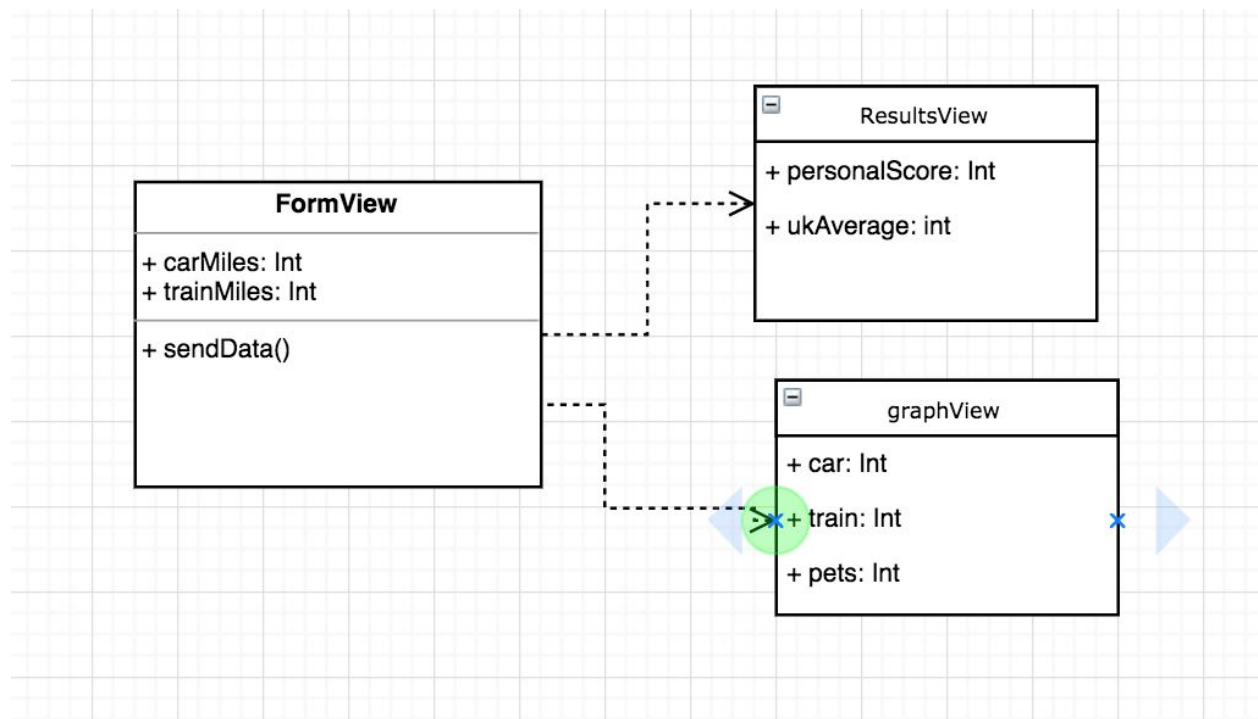 FormView
+ carMiles: Int
+ trainMiles: Int
+ sendData()
ResultsView
+ personalScore: Int
+ ukAverage: int
graphView
+ car: Int
+ train: Int
+ pets: Int